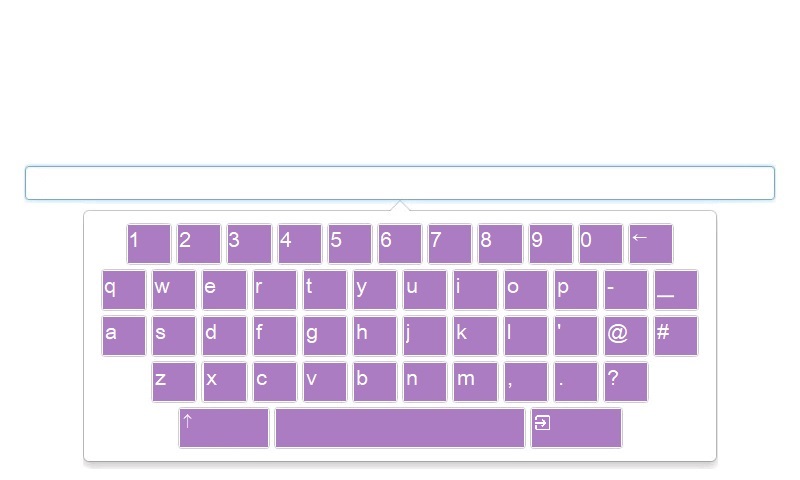 1 2 3 4 5 6 7 8 9 0 ←
q w e r t y u i o p - _
a s d f g h j k l ' @ #
z x c v b n m , . ?
↑